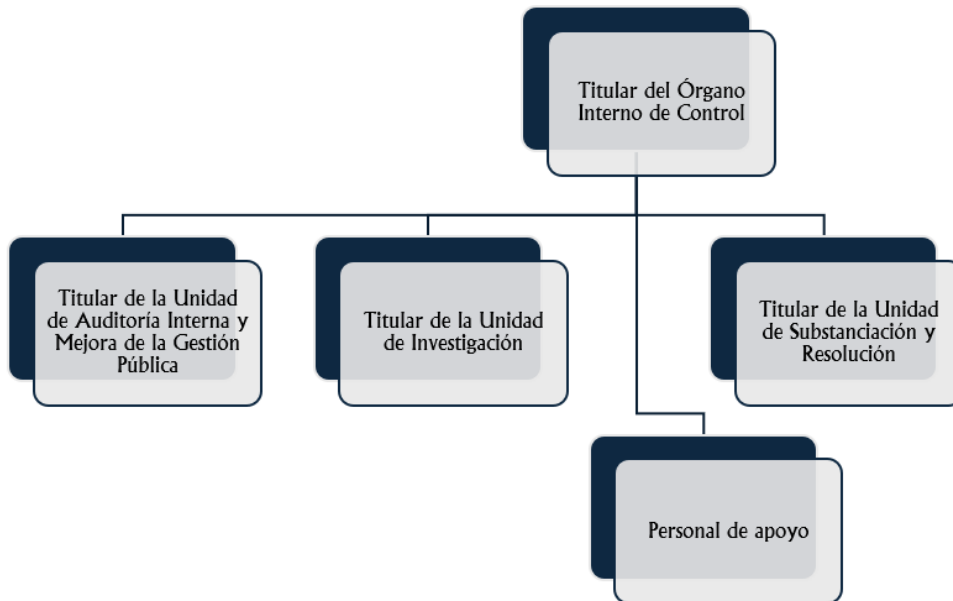 Titular del Órgano
Interno de Control
Titular de la Unidad
de Auditoría Interna y
Mejora de la Gestión
Pública
Titular de la Unidad
de Investigación
Titular de la Unidad
de Substanciación y
Resolución
Personal de apoyo